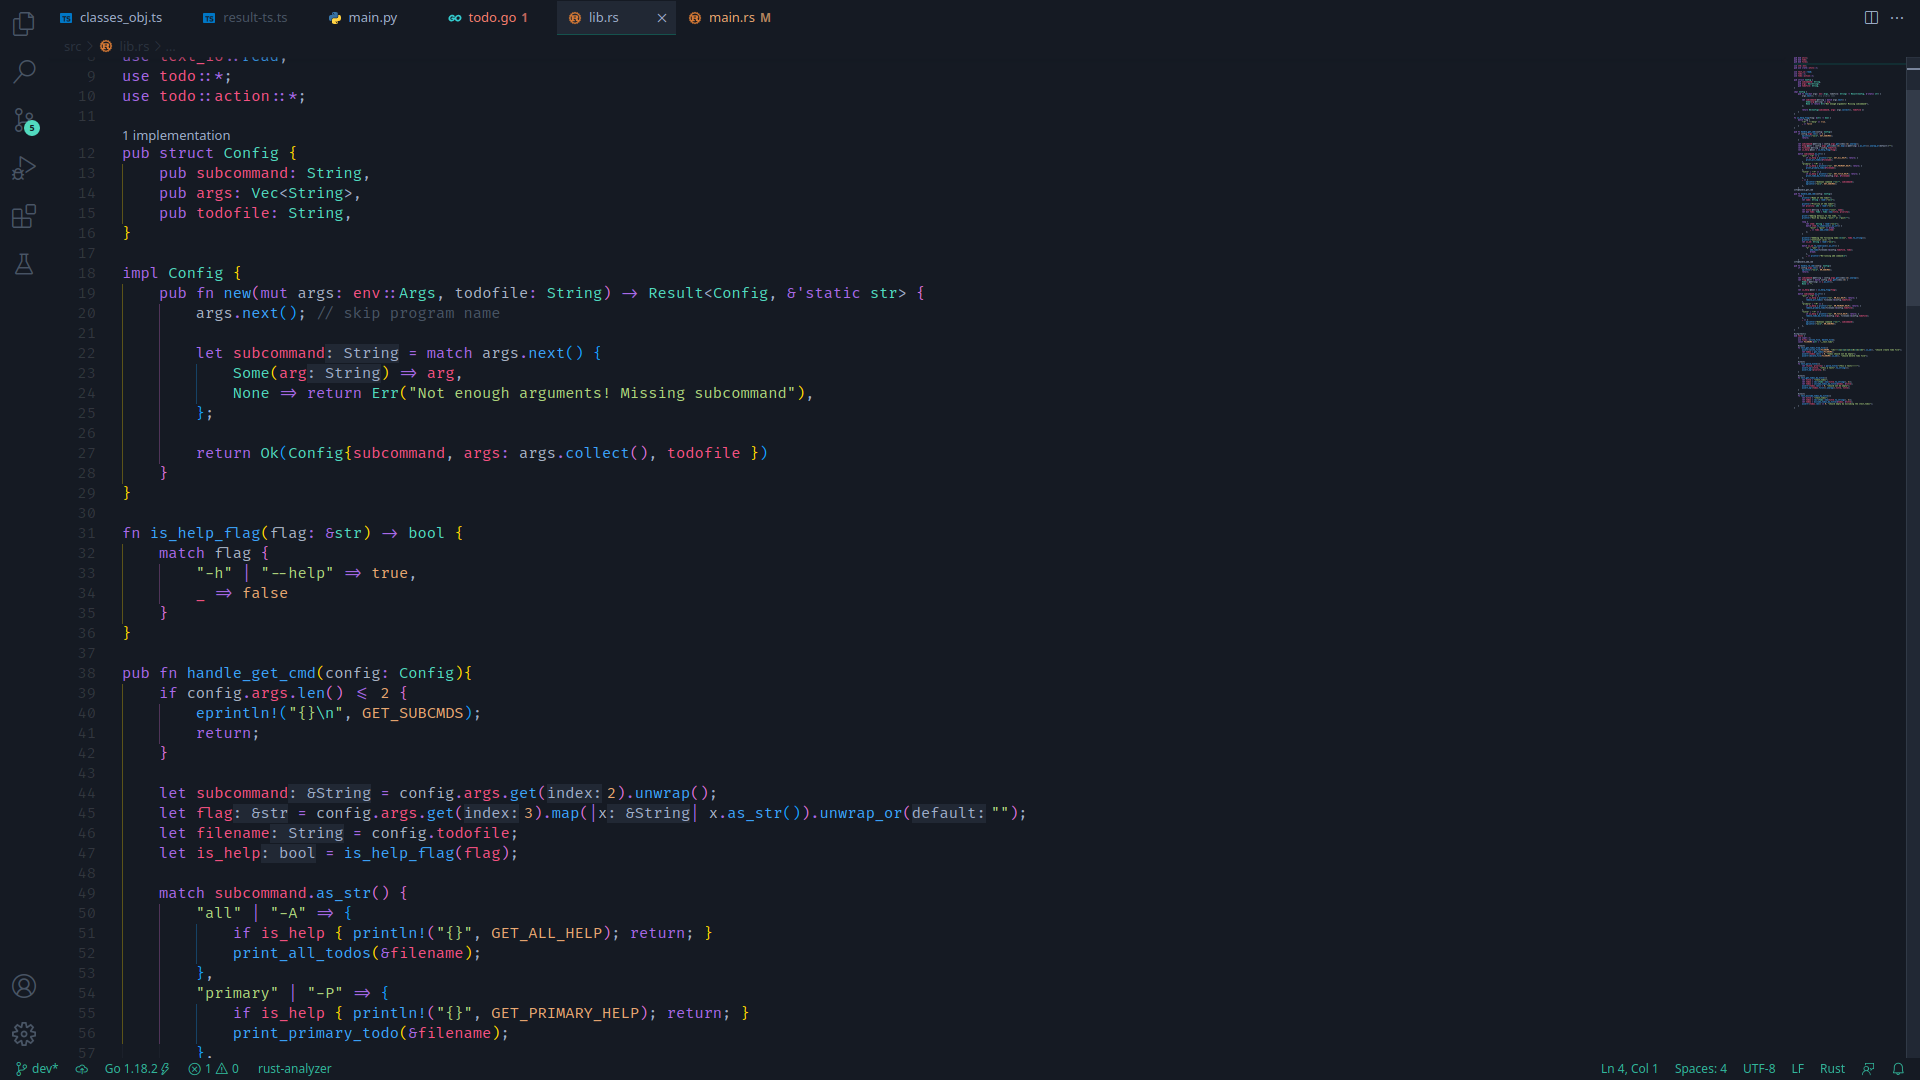 classes_obj.ts result-ts.ts main.py todo.go 1 lib.rs main.rs M
src > lib.rs > ...
8 use text_io::read;
9 use todo::*;
10 use todo::action::*;
11
1 implementation
12 pub struct Config {
13     pub subcommand: String,
14     pub args: Vec<String>,
15     pub todofile: String,
16 }
17
18 impl Config {
19     pub fn new(mut args: env::Args, todofile: String) -> Result<Config, &'static str> {
20         args.next(); // skip program name
21
22         let subcommand: String = match args.next() {
23             Some(arg: String) => arg,
24             None => return Err("Not enough arguments! Missing subcommand"),
25         };
26
27         return Ok(Config{subcommand, args: args.collect(), todofile })
28     }
29 }
30
31 fn is_help_flag(flag: &str) -> bool {
32     match flag {
33         "-h" | "--help" => true,
34         _ => false
35     }
36 }
37
38 pub fn handle_get_cmd(config: Config){
39     if config.args.len() <= 2 {
40         eprintln!("{}\n", GET_SUBCMDS);
41         return;
42     }
43
44     let subcommand: &String = config.args.get(index: 2).unwrap();
45     let flag: &str = config.args.get(index: 3).map(|x: &String| x.as_str()).unwrap_or(default: "");
46     let filename: String = config.todofile;
47     let is_help: bool = is_help_flag(flag);
48
49     match subcommand.as_str() {
50         "all" | "-A" => {
51             if is_help { println!("{}", GET_ALL_HELP); return; }
52             print_all_todos(&filename);
53         },
54         "primary" | "-P" => {
55             if is_help { println!("{}", GET_PRIMARY_HELP); return; }
56             print_primary_todo(&filename);
57         },
5
dev* Go 1.18.2 1 0 rust-analyzer Ln 4, Col 1 Spaces: 4 UTF-8 LF Rust